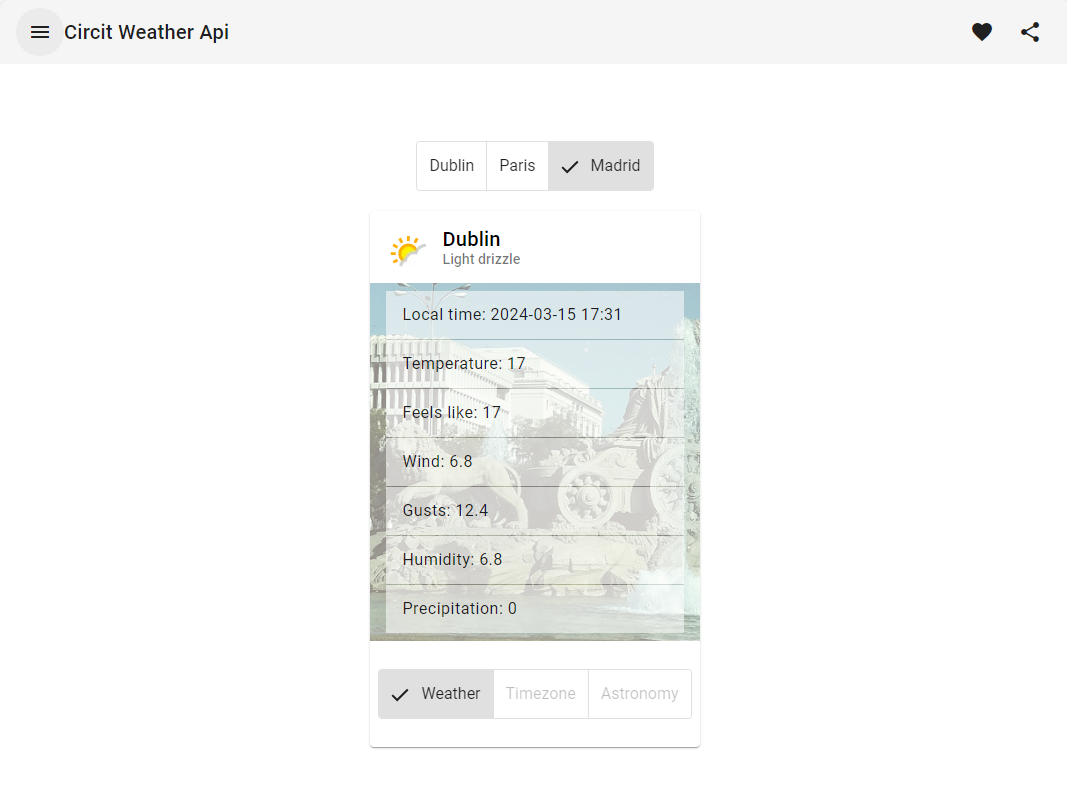 Circit Weather Api
Dublin Paris Madrid
Dublin
Light drizzle
Local time: 2024-03-15 17:31
Temperature: 17
Feels like: 17
Wind: 6.8
Gusts: 12.4
Humidity: 6.8
Precipitation: 0
Weather Timezone Astronomy